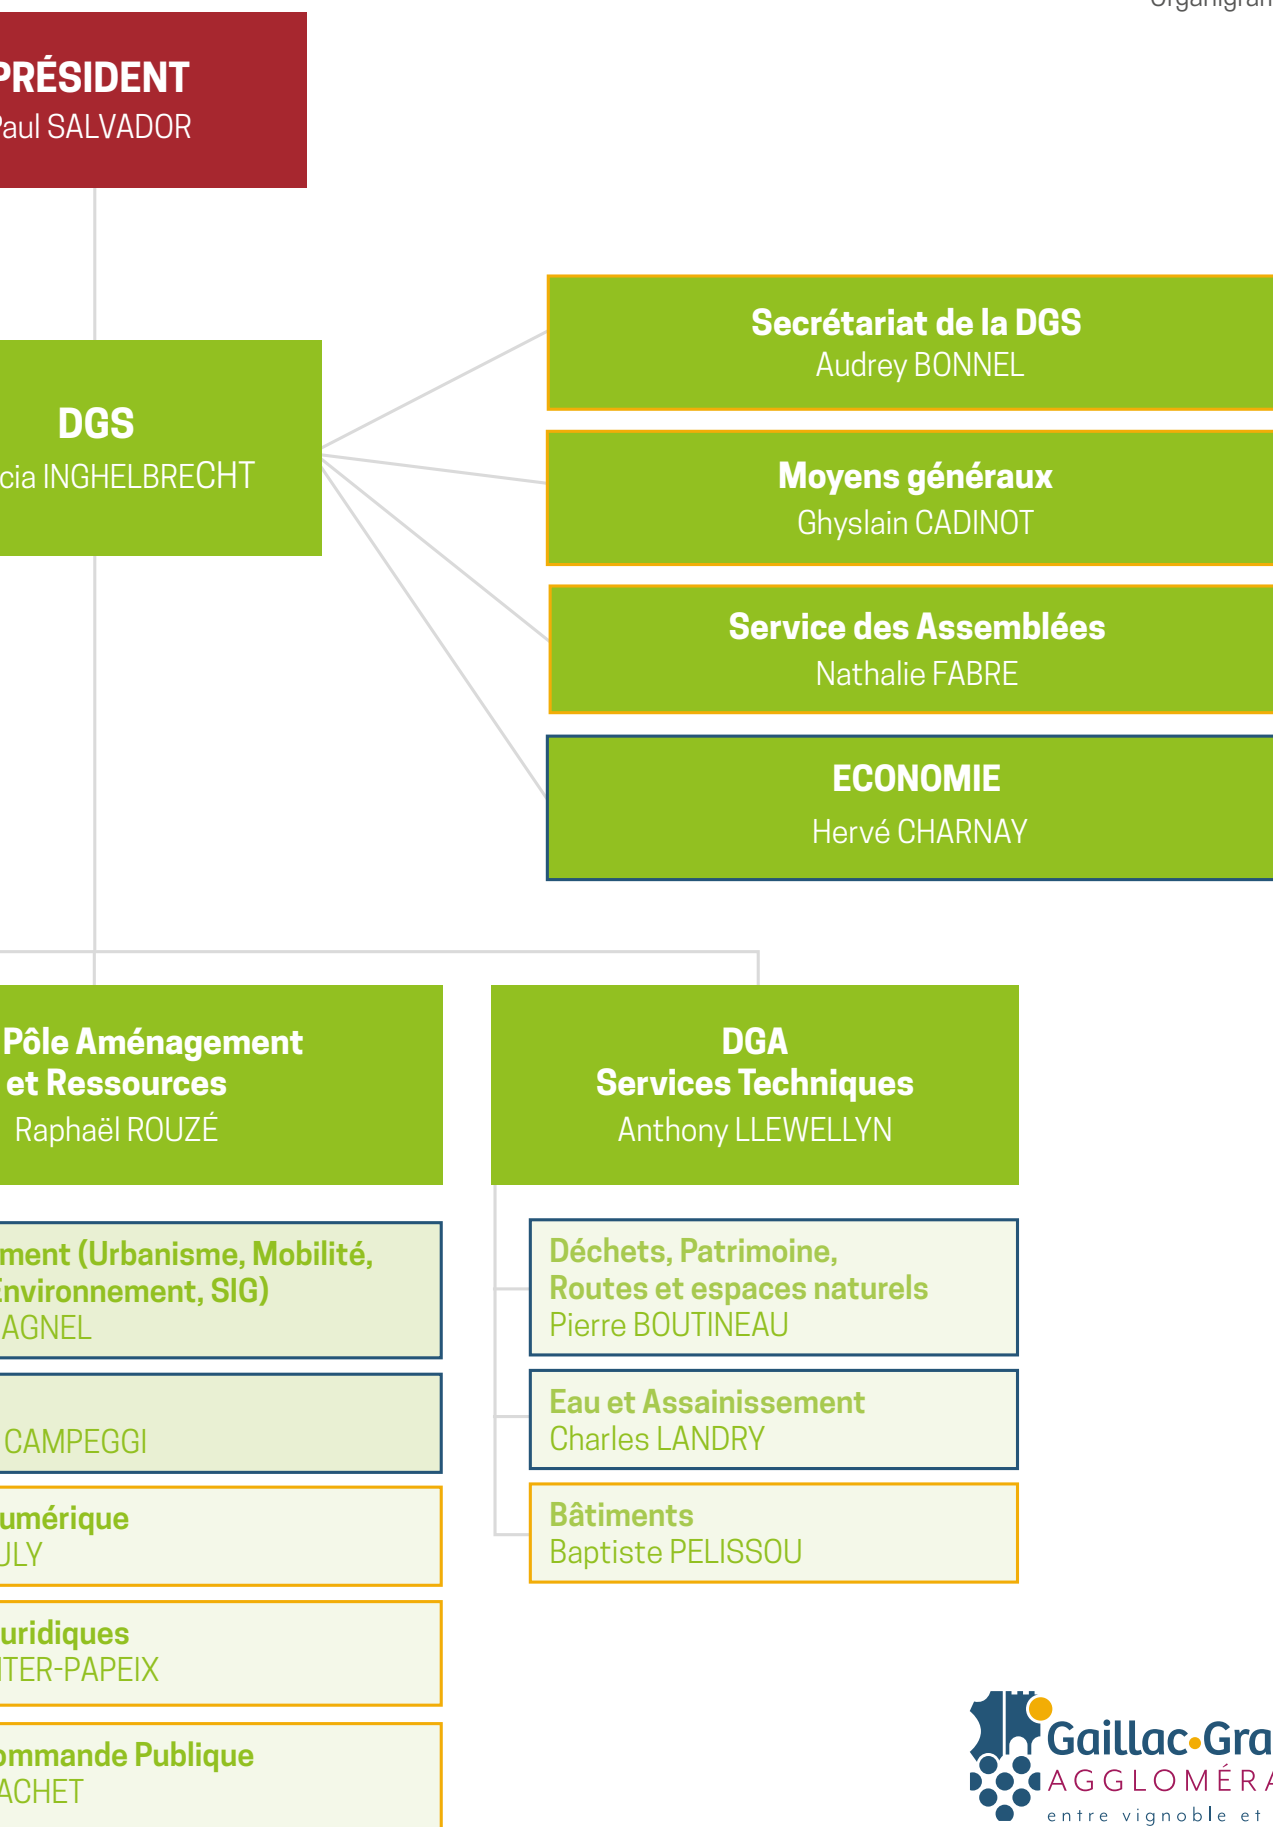 PRÉSIDENT
Paul SALVADOR
DGS
INGHELBRECHT
Secrétariat de la DGS
Audrey BONNEL
Moyens généraux
Ghyslain CADINOT
Service des Assemblées
Nathalie FABRE
ECONOMIE
Hervé CHARNAY
Pôle Aménagement
et Ressources
Raphaël ROUZÉ
(Urbanisme, Mobilité,
Environnement, SIG)
AGNEL
CAMPEGGI
umérique
ULY
uridiques
TER-PAPEIX
ommande Publique
ACHET
DGA
Services Techniques
Anthony LLEWELLYN
Déchets, Patrimoine,
Routes et espaces naturels
Pierre BOUTINEAU
Eau et Assainissement
Charles LANDRY
Bâtiments
Baptiste PELISSOU
Gaillac•Gra
AGGLOMÉRA
entre vignoble et